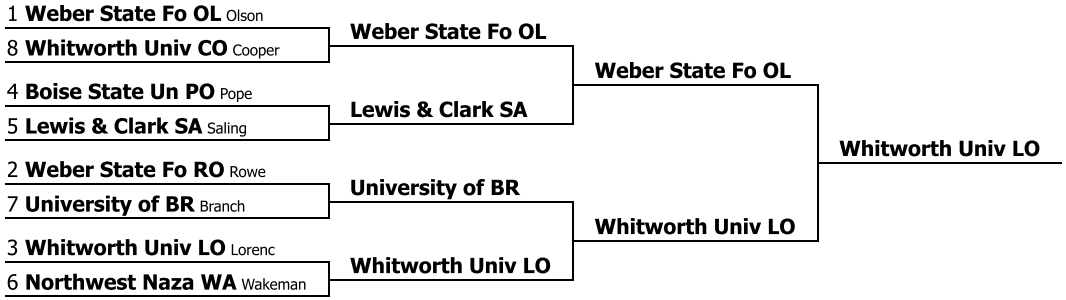 1 Weber State Fo OL Olson
8 Whitworth Univ CO Cooper
4 Boise State Un PO Pope
5 Lewis & Clark SA Saling
2 Weber State Fo RO Rowe
7 University of BR Branch
3 Whitworth Univ LO Lorenc
6 Northwest Naza WA Wakeman
Weber State Fo OL
Lewis & Clark SA
University of BR
Whitworth Univ LO
Weber State Fo OL
Whitworth Univ LO
Whitworth Univ LO